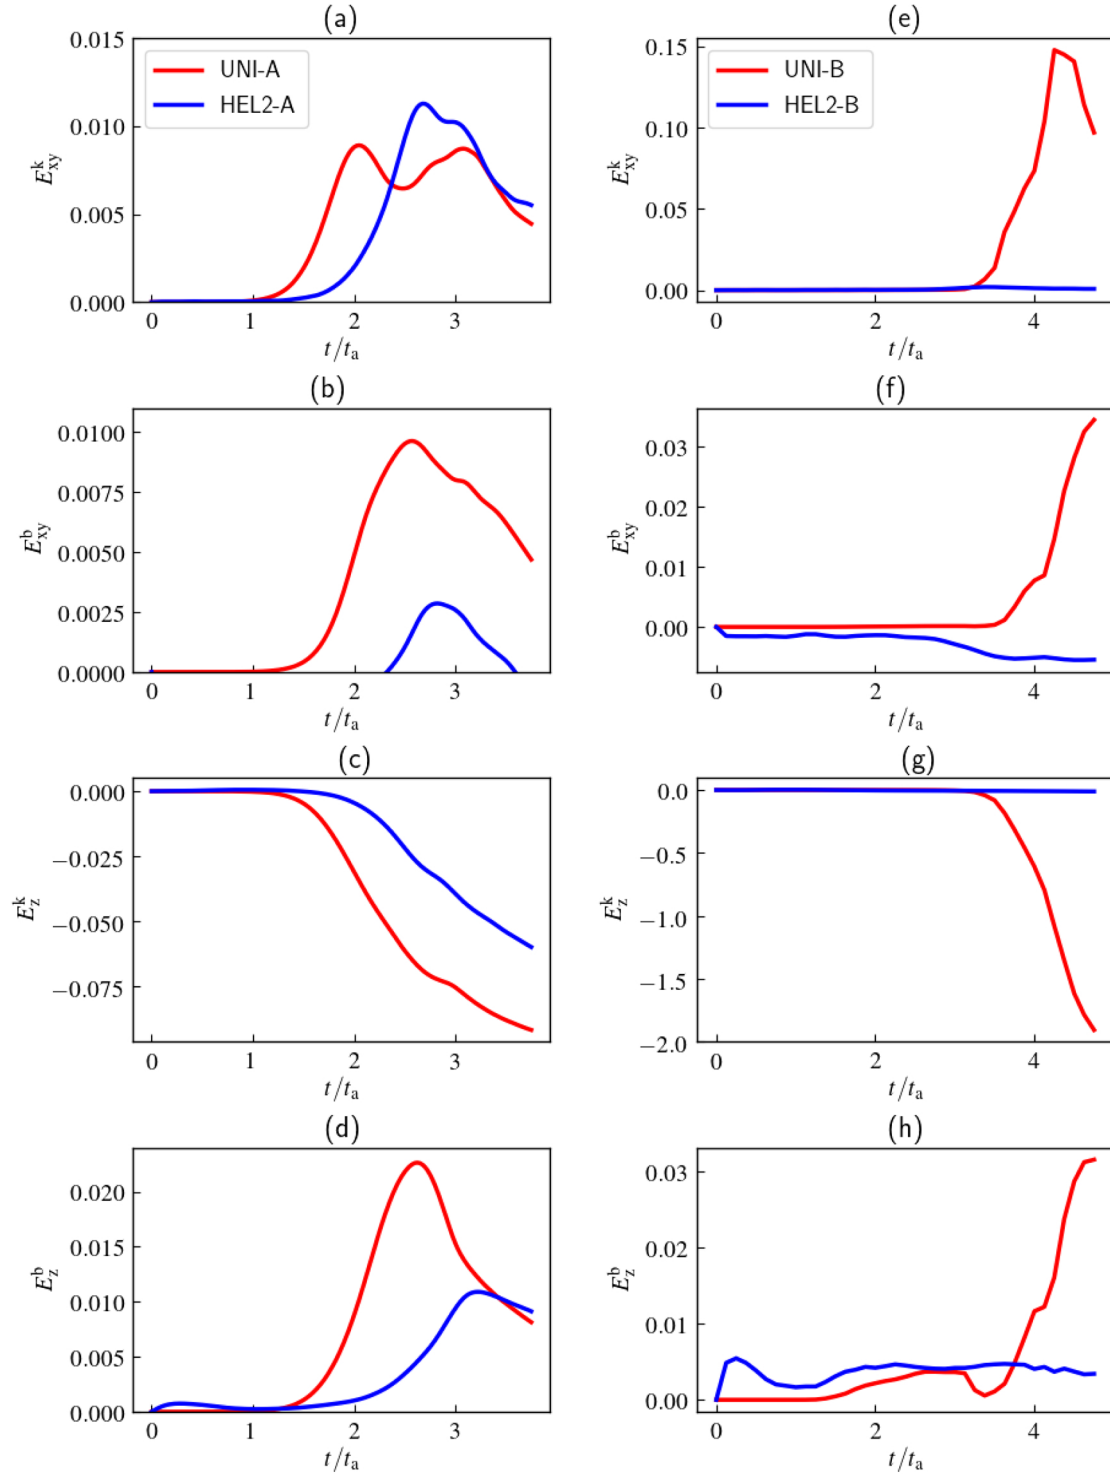 (a)
0.015
0.010
0.005
0.000
E^k_xy
UNI-A
HEL2-A
0 1 2 3
t/t_a
(e)
0.15
0.10
0.05
0.00
E^k_xy
UNI-B
HEL2-B
0 2 4
t/t_a
(b)
0.0100
0.0075
0.0050
0.0025
0.0000
E^b_xy
0 1 2 3
t/t_a
(f)
0.03
0.02
0.01
0.00
E^b_xy
0 2 4
t/t_a
(c)
0.000
−0.025
−0.050
−0.075
E^k_z
0 1 2 3
t/t_a
(g)
0.0
−0.5
−1.0
−1.5
−2.0
E^k_z
0 2 4
t/t_a
(d)
0.020
0.015
0.010
0.005
0.000
E^b_z
0 1 2 3
t/t_a
(h)
0.03
0.02
0.01
0.00
E^b_z
0 2 4
t/t_a